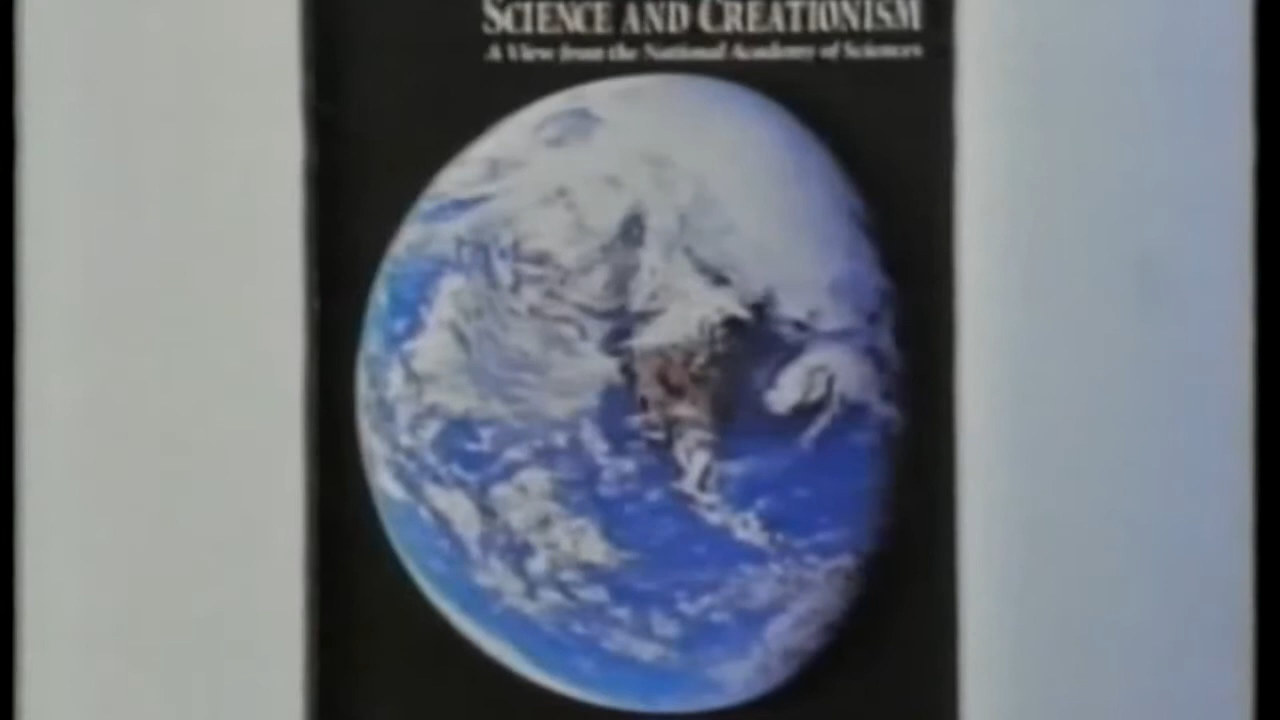 SCIENCE AND CREATIONISM
A View from the National Academy of Sciences